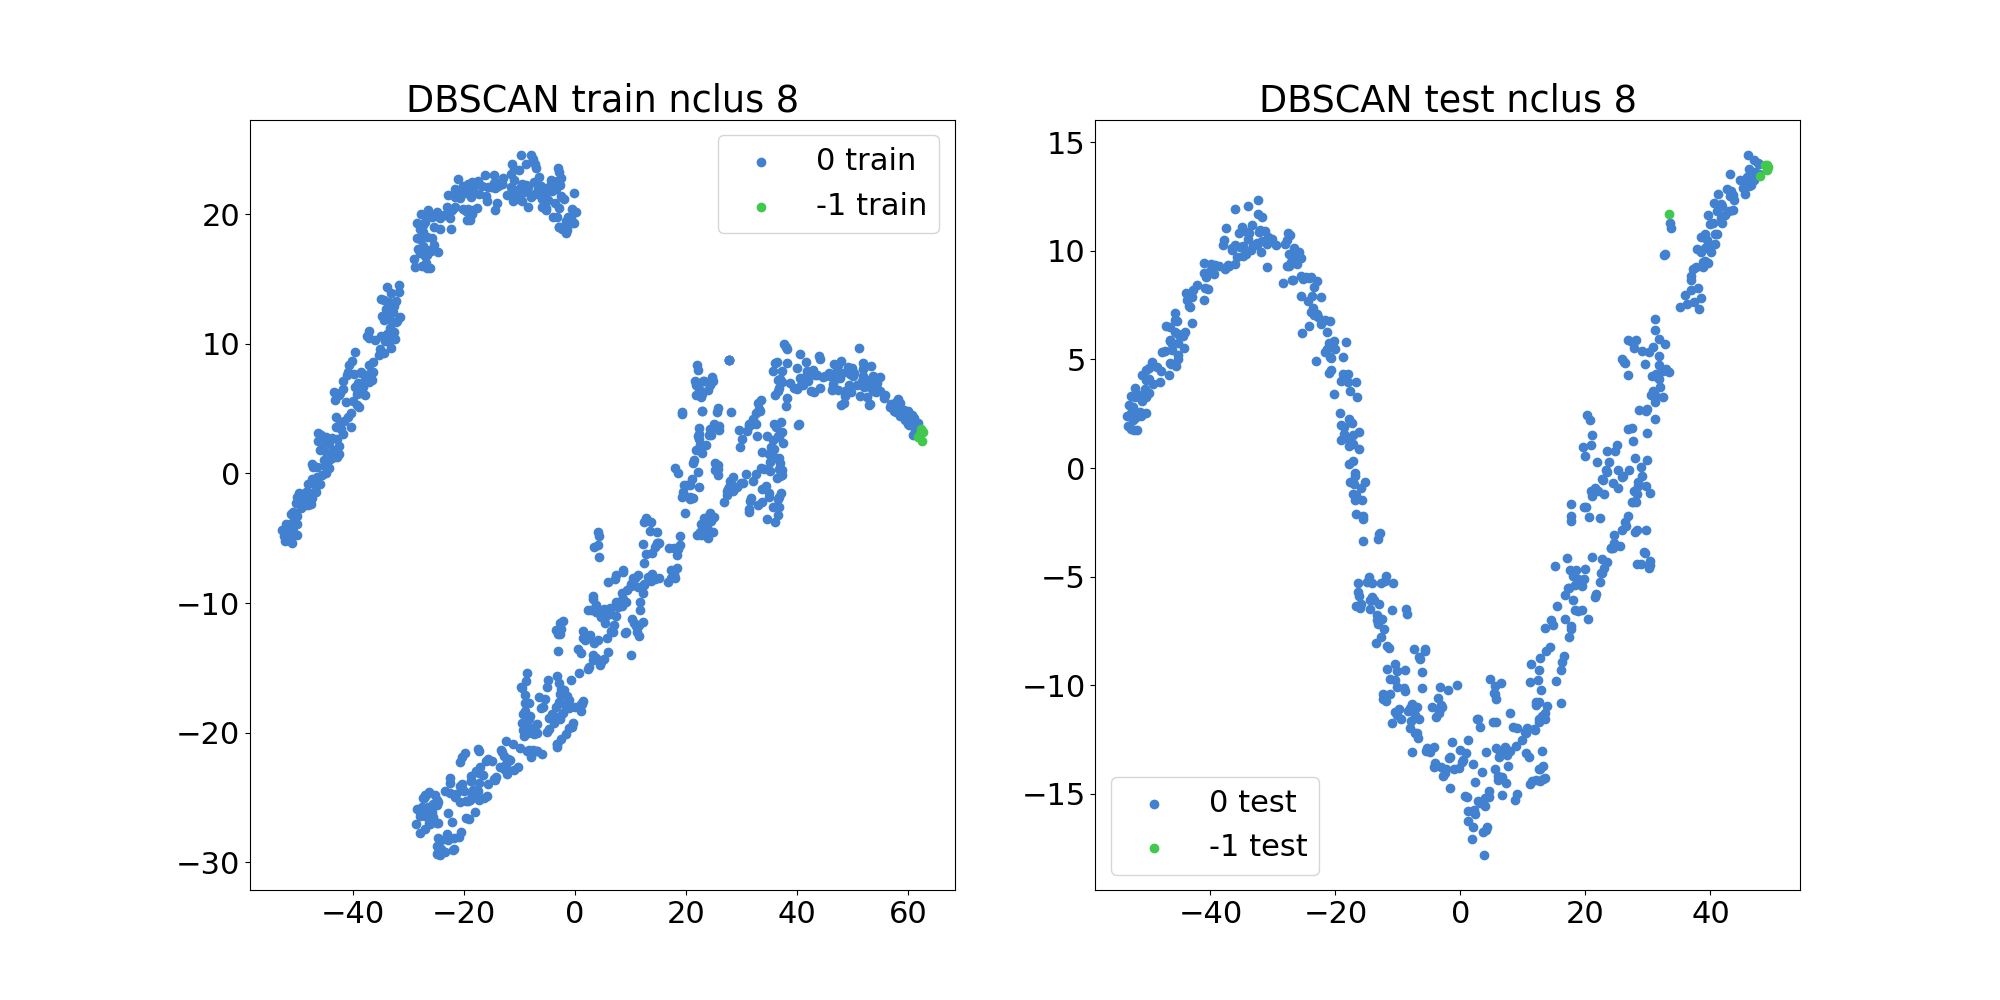 DBSCAN train nclus 8
0 train
-1 train
20
10
0
−10
−20
−30
−40 −20 0 20 40 60
DBSCAN test nclus 8
15
10
5
0
−5
−10
−15
0 test
-1 test
−40 −20 0 20 40